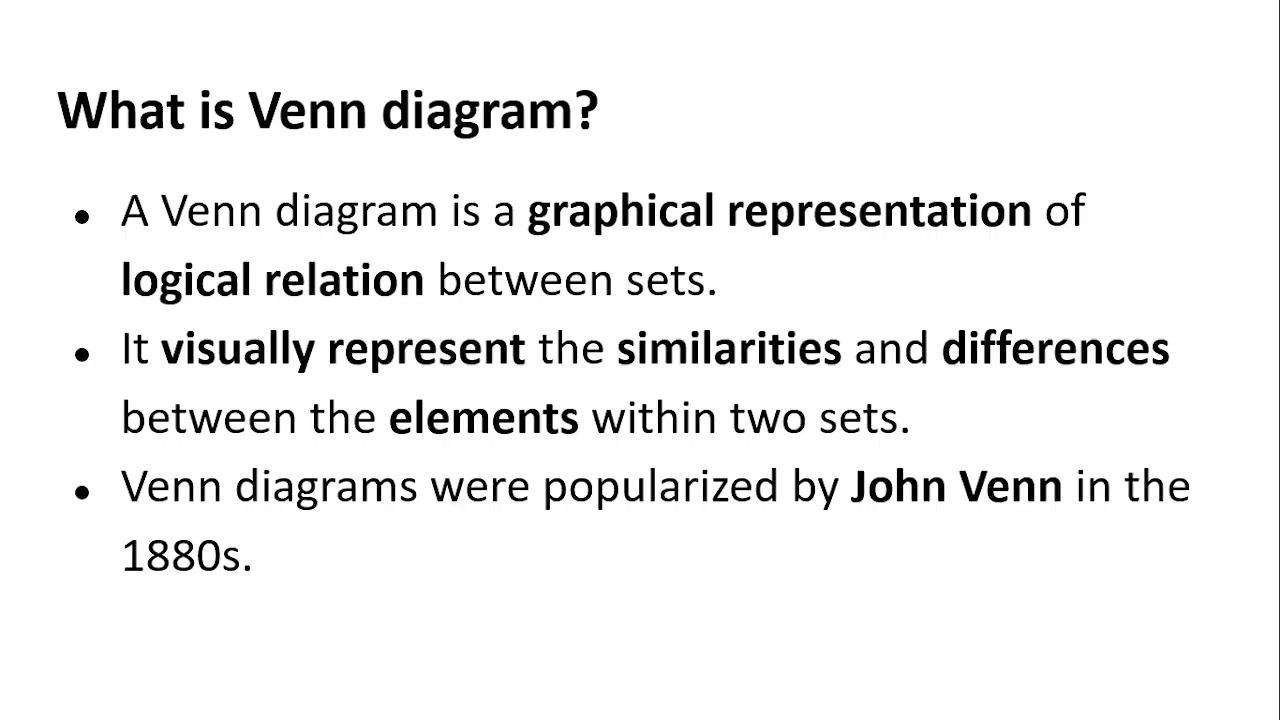 What is Venn diagram?
• A Venn diagram is a graphical representation of
logical relation between sets.
• It visually represent the similarities and differences
between the elements within two sets.
• Venn diagrams were popularized by John Venn in the
1880s.